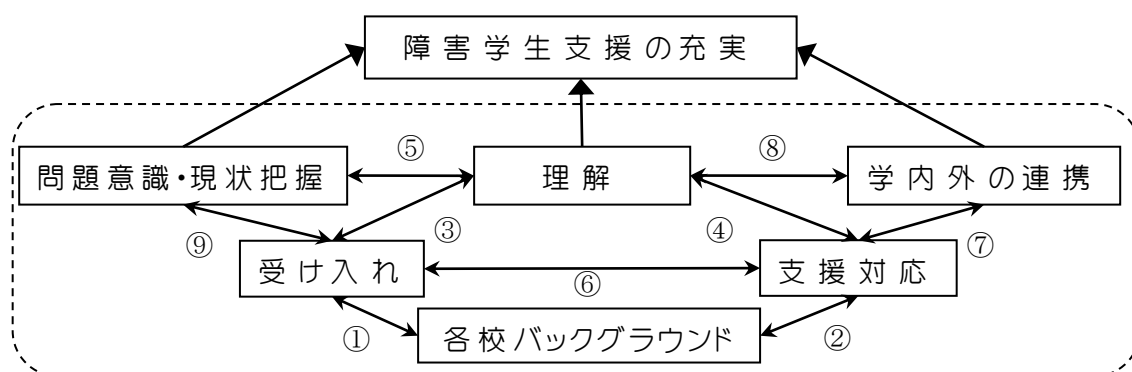 障害学生支援の充実
⑤
⑧
問題意識・現状把握
理解
学内外の連携
⑨
③
④
⑦
受け入れ
⑥
支援対応
①
各校バックグラウンド
②